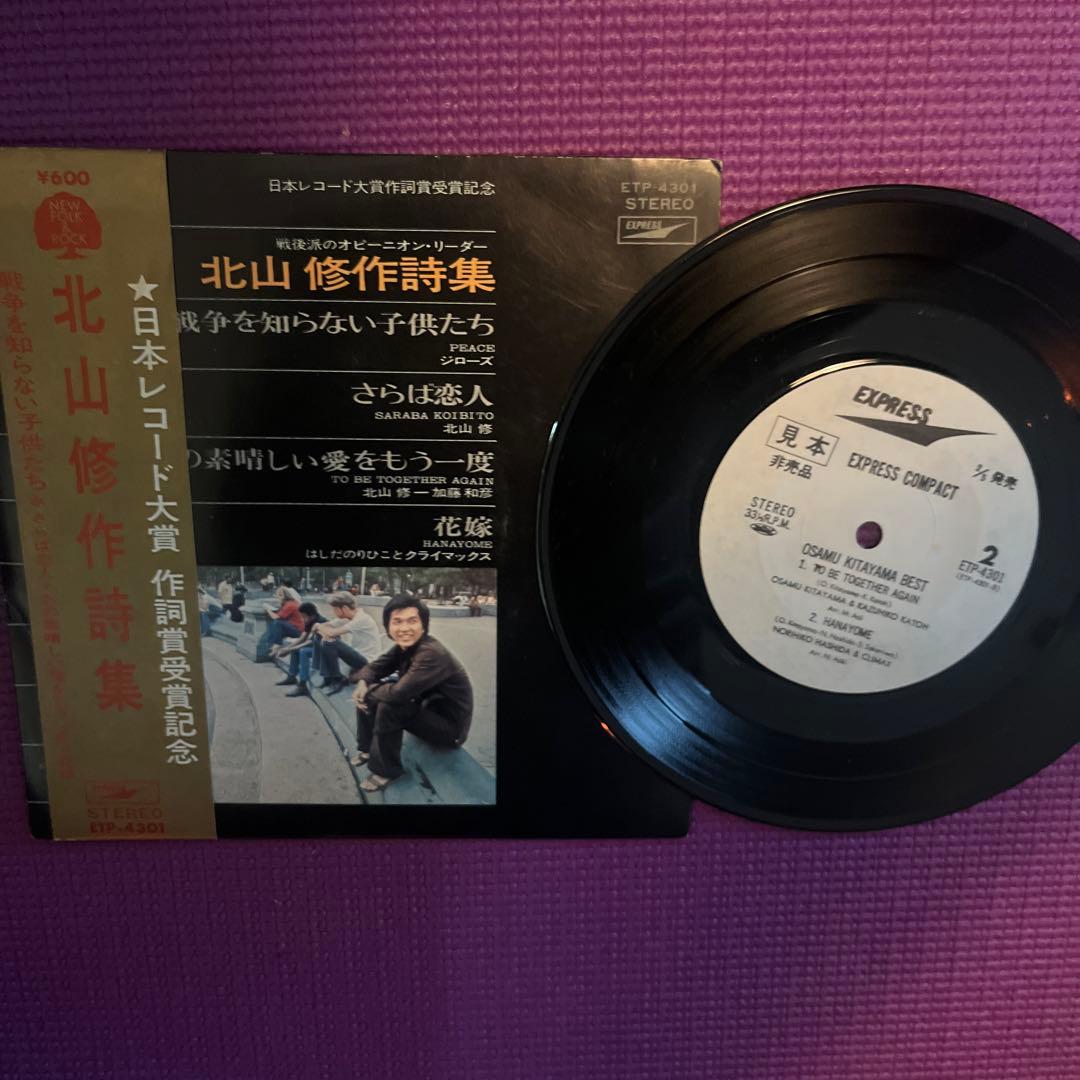 ¥600
NEW
FOLK
&
ROCK
★日本レコード大賞 作詞賞受賞記念
北山修作詩集
戦争を知らない子供たち
STEREO
ETP-4301
日本レコード大賞作詞賞受賞記念
ETP-4301
STEREO
EXPRESS
戦後派のオピーニオン・リーダー
北山 修作詩集
戦争を知らない子供たち
PEACE
ジローズ
さらば恋人
SARABA KOIBITO
北山 修
の素晴しい愛をもう一度
TO BE TOGETHER AGAIN
北山 修ー加藤和彦
花嫁
HANAYOME
はしだのりひことクライマックス
EXPRESS
見本
非売品
EXPRESS COMPACT
3/5 発売
STEREO
33⅓R.P.M.
2
ETP-4301
OSAMU KITAYAMA BEST
1. TO BE TOGETHER AGAIN
OSAMU KITAYAMA & KAZUHIKO KATOH
2. HANAYOME
NORIHIKO HASHIDA & CLIMAX